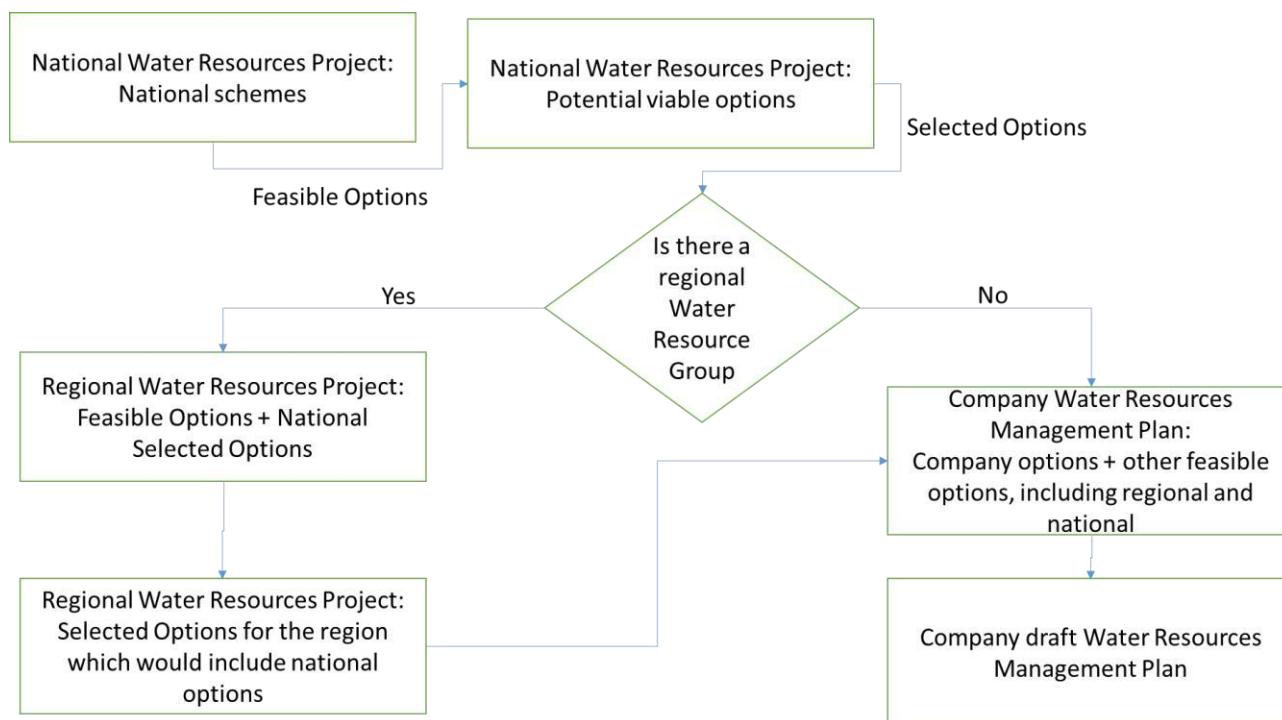 National Water Resources Project:
National schemes
National Water Resources Project:
Potential viable options
Selected Options
Feasible Options
Is there a
regional
Water
Resource
Group
Yes
No
Regional Water Resources Project:
Feasible Options + National
Selected Options
Company Water Resources
Management Plan:
Company options + other feasible
options, including regional and
national
Regional Water Resources Project:
Selected Options for the region
which would include national
options
Company draft Water Resources
Management Plan